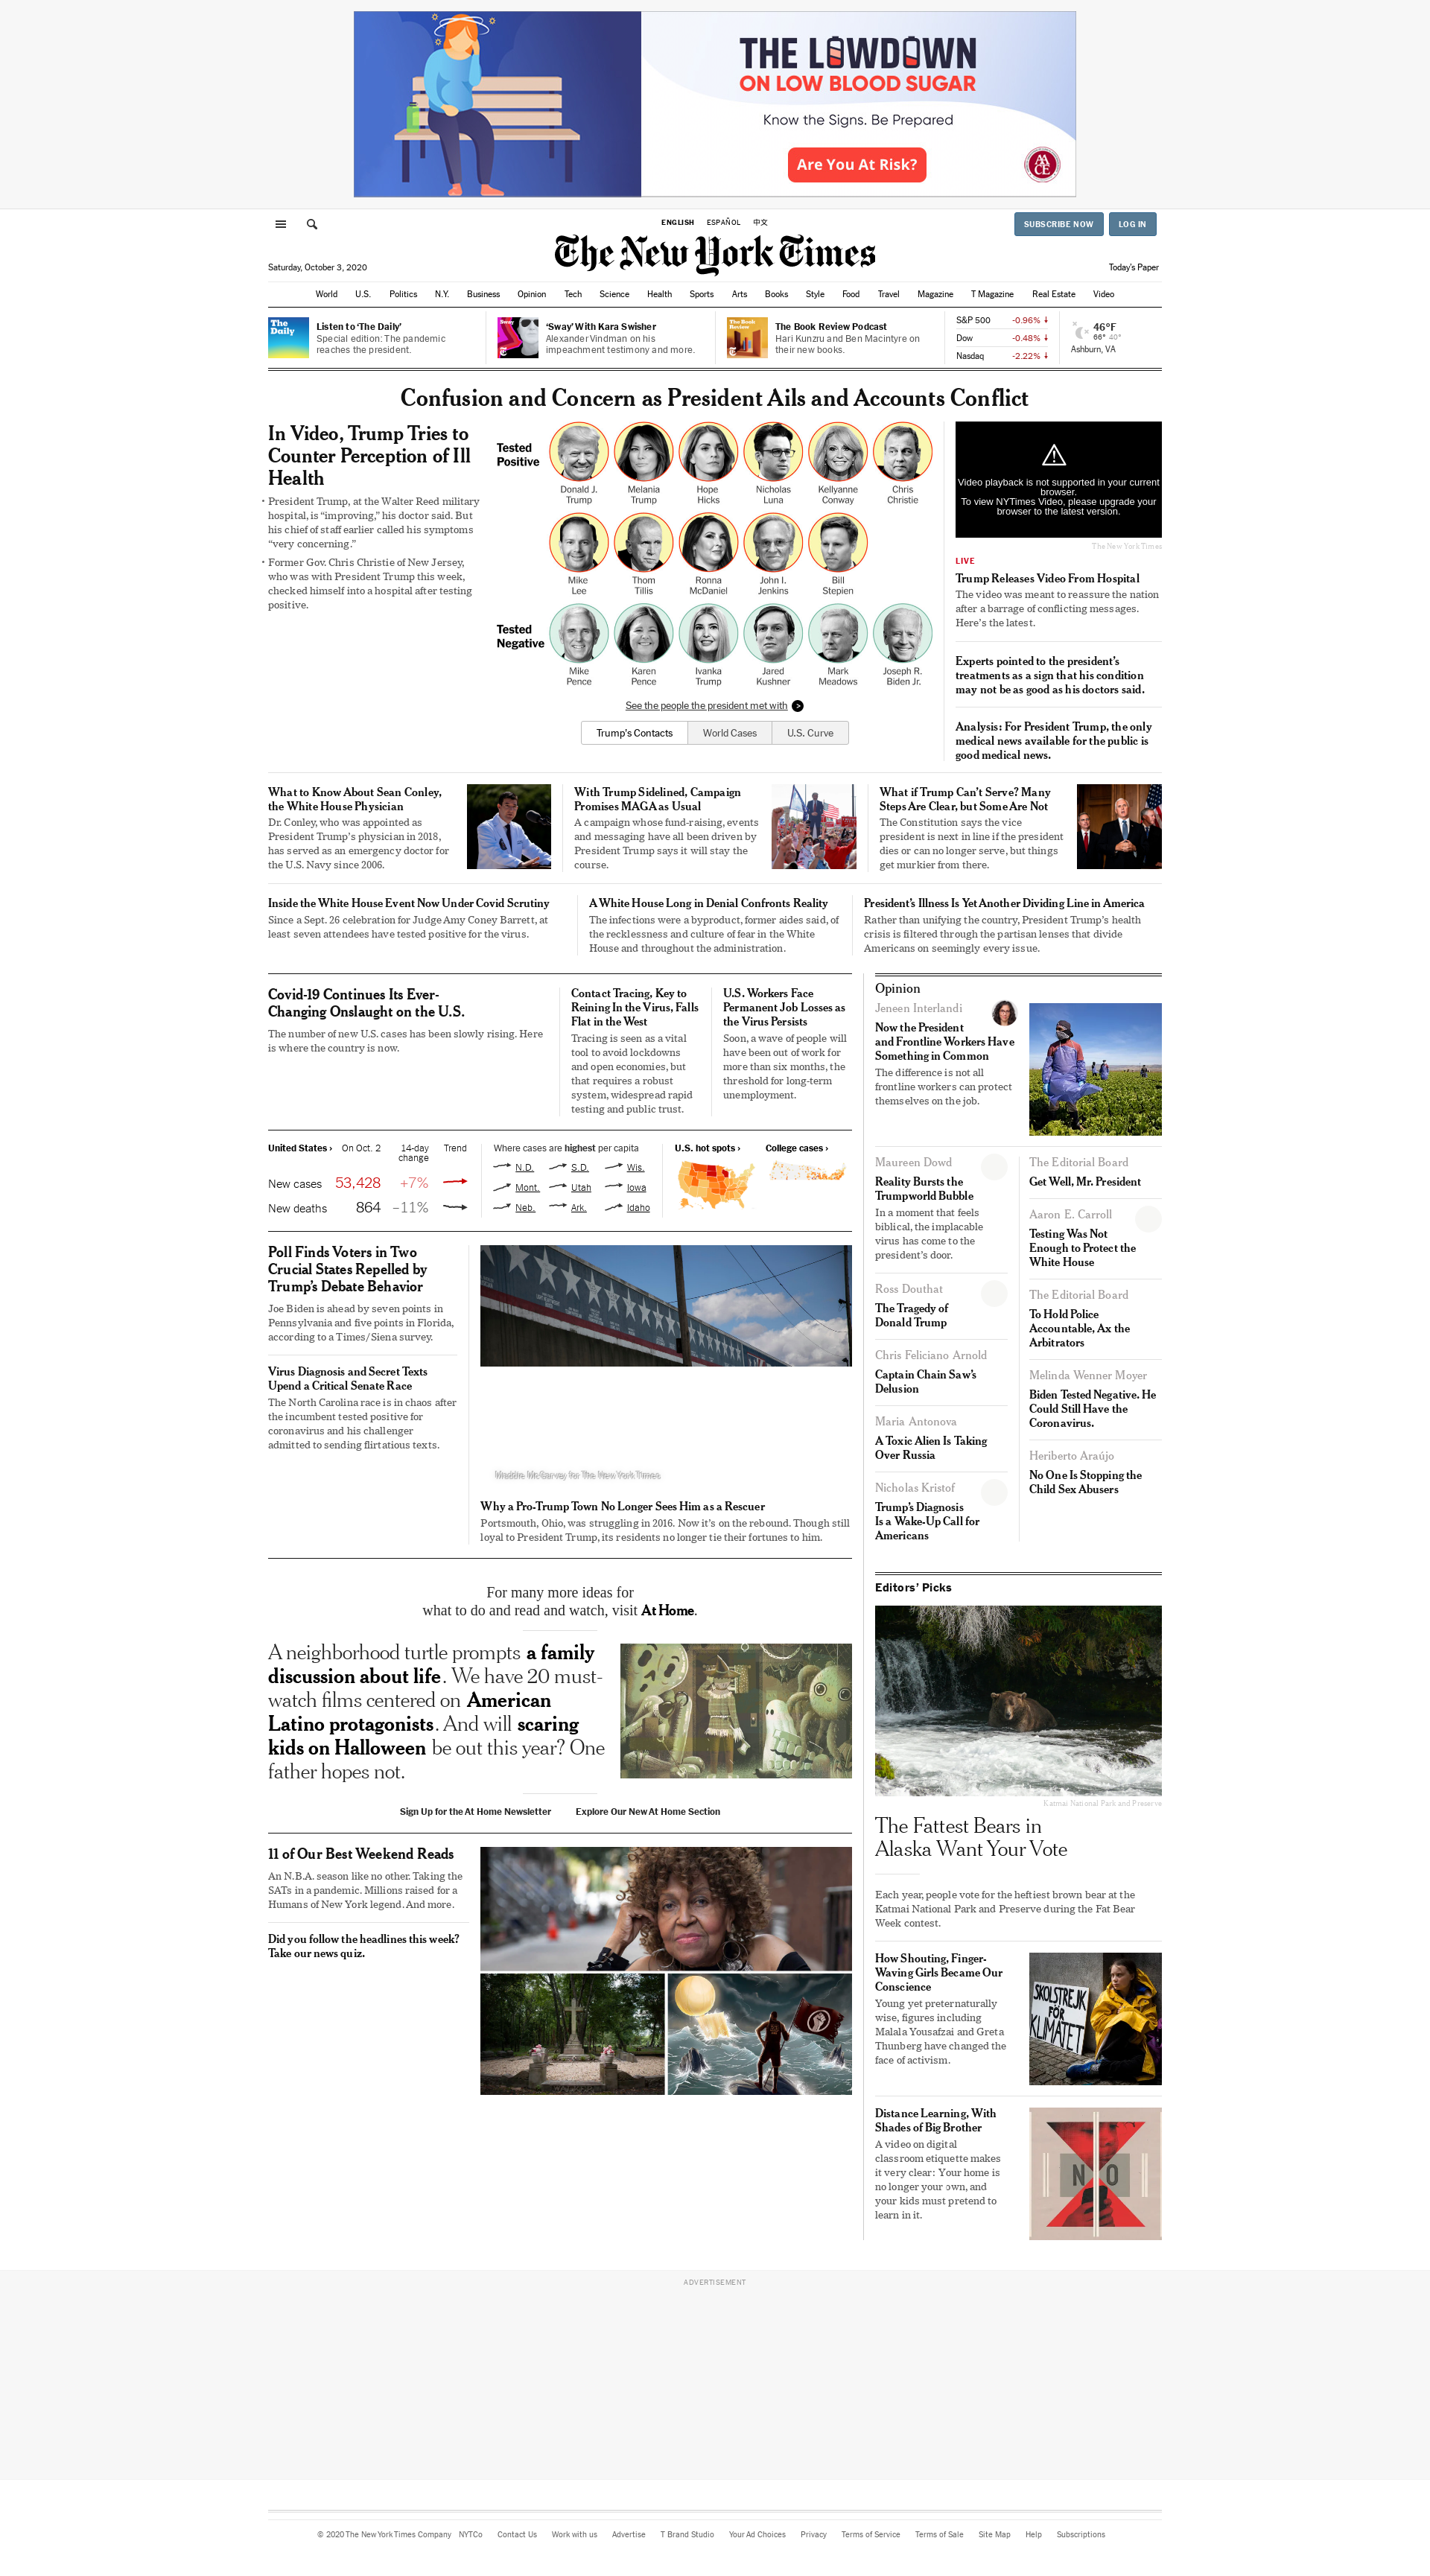 THE LOWDOWN
ON LOW BLOOD SUGAR
Know the Signs. Be Prepared
Are You At Risk?
AACE
ENGLISH
ESPAÑOL
中文
SUBSCRIBE NOW
LOG IN
The New York Times
Saturday, October 3, 2020
Today's Paper
World
U.S.
Politics
N.Y.
Business
Opinion
Tech
Science
Health
Sports
Arts
Books
Style
Food
Travel
Magazine
T Magazine
Real Estate
Video
The
Daily
Listen to ‘The Daily’
Special edition: The pandemic
reaches the president.
Sway
‘Sway’ With Kara Swisher
Alexander Vindman on his
impeachment testimony and more.
The Book
Review
The Book Review Podcast
Hari Kunzru and Ben Macintyre on
their new books.
S&P 500 -0.96%
Dow -0.48%
Nasdaq -2.22%
46°F
66° 40°
Ashburn, VA
Confusion and Concern as President Ails and Accounts Conflict
In Video, Trump Tries to
Counter Perception of Ill
Health
• President Trump, at the Walter Reed military
hospital, is “improving,” his doctor said. But
his chief of staff earlier called his symptoms
“very concerning.”
• Former Gov. Chris Christie of New Jersey,
who was with President Trump this week,
checked himself into a hospital after testing
positive.
Tested
Positive
Donald J.
Trump
Melania
Trump
Hope
Hicks
Nicholas
Luna
Kellyanne
Conway
Chris
Christie
Mike
Lee
Thom
Tillis
Ronna
McDaniel
John I.
Jenkins
Bill
Stepien
Tested
Negative
Mike
Pence
Karen
Pence
Ivanka
Trump
Jared
Kushner
Mark
Meadows
Joseph R.
Biden Jr.
See the people the president met with
Trump's Contacts
World Cases
U.S. Curve
Video playback is not supported in your current
browser.
To view NYTimes Video, please upgrade your
browser to the latest version.
The New York Times
LIVE
Trump Releases Video From Hospital
The video was meant to reassure the nation
after a barrage of conflicting messages.
Here’s the latest.
Experts pointed to the president’s
treatments as a sign that his condition
may not be as good as his doctors said.
Analysis: For President Trump, the only
medical news available for the public is
good medical news.
What to Know About Sean Conley,
the White House Physician
Dr. Conley, who was appointed as
President Trump’s physician in 2018,
has served as an emergency doctor for
the U.S. Navy since 2006.
With Trump Sidelined, Campaign
Promises MAGA as Usual
A campaign whose fund-raising, events
and messaging have all been driven by
President Trump says it will stay the
course.
What if Trump Can’t Serve? Many
Steps Are Clear, but Some Are Not
The Constitution says the vice
president is next in line if the president
dies or can no longer serve, but things
get murkier from there.
Inside the White House Event Now Under Covid Scrutiny
Since a Sept. 26 celebration for Judge Amy Coney Barrett, at
least seven attendees have tested positive for the virus.
A White House Long in Denial Confronts Reality
The infections were a byproduct, former aides said, of
the recklessness and culture of fear in the White
House and throughout the administration.
President’s Illness Is Yet Another Dividing Line in America
Rather than unifying the country, President Trump’s health
crisis is filtered through the partisan lenses that divide
Americans on seemingly every issue.
Covid-19 Continues Its Ever-
Changing Onslaught on the U.S.
The number of new U.S. cases has been slowly rising. Here
is where the country is now.
Contact Tracing, Key to
Reining In the Virus, Falls
Flat in the West
Tracing is seen as a vital
tool to avoid lockdowns
and open economies, but
that requires a robust
system, widespread rapid
testing and public trust.
U.S. Workers Face
Permanent Job Losses as
the Virus Persists
Soon, a wave of people will
have been out of work for
more than six months, the
threshold for long-term
unemployment.
United States › On Oct. 2 14-day
change Trend
New cases 53,428 +7%
New deaths 864 –11%
Where cases are highest per capita
N.D. S.D. Wis.
Mont. Utah Iowa
Neb. Ark. Idaho
U.S. hot spots ›
College cases ›
Poll Finds Voters in Two
Crucial States Repelled by
Trump’s Debate Behavior
Joe Biden is ahead by seven points in
Pennsylvania and five points in Florida,
according to a Times/Siena survey.
Virus Diagnosis and Secret Texts
Upend a Critical Senate Race
The North Carolina race is in chaos after
the incumbent tested positive for
coronavirus and his challenger
admitted to sending flirtatious texts.
Maddie McGarvey for The New York Times
Why a Pro-Trump Town No Longer Sees Him as a Rescuer
Portsmouth, Ohio, was struggling in 2016. Now it’s on the rebound. Though still
loyal to President Trump, its residents no longer tie their fortunes to him.
For many more ideas for
what to do and read and watch, visit At Home.
A neighborhood turtle prompts a family
discussion about life. We have 20 must-
watch films centered on American
Latino protagonists. And will scaring
kids on Halloween be out this year? One
father hopes not.
Sign Up for the At Home Newsletter
Explore Our New At Home Section
11 of Our Best Weekend Reads
An N.B.A. season like no other. Taking the
SATs in a pandemic. Millions raised for a
Humans of New York legend. And more.
Did you follow the headlines this week?
Take our news quiz.
Opinion
Jeneen Interlandi
Now the President
and Frontline Workers Have
Something in Common
The difference is not all
frontline workers can protect
themselves on the job.
Maureen Dowd
Reality Bursts the
Trumpworld Bubble
In a moment that feels
biblical, the implacable
virus has come to the
president’s door.
Ross Douthat
The Tragedy of
Donald Trump
Chris Feliciano Arnold
Captain Chain Saw’s
Delusion
Maria Antonova
A Toxic Alien Is Taking
Over Russia
Nicholas Kristof
Trump’s Diagnosis
Is a Wake-Up Call for
Americans
The Editorial Board
Get Well, Mr. President
Aaron E. Carroll
Testing Was Not
Enough to Protect the
White House
The Editorial Board
To Hold Police
Accountable, Ax the
Arbitrators
Melinda Wenner Moyer
Biden Tested Negative. He
Could Still Have the
Coronavirus.
Heriberto Araújo
No One Is Stopping the
Child Sex Abusers
Editors’ Picks
Katmai National Park and Preserve
The Fattest Bears in
Alaska Want Your Vote
Each year, people vote for the heftiest brown bear at the
Katmai National Park and Preserve during the Fat Bear
Week contest.
How Shouting, Finger-
Waving Girls Became Our
Conscience
Young yet preternaturally
wise, figures including
Malala Yousafzai and Greta
Thunberg have changed the
face of activism.
SKOLSTREJK
FÖR
KLIMATET
Distance Learning, With
Shades of Big Brother
A video on digital
classroom etiquette makes
it very clear: Your home is
no longer your own, and
your kids must pretend to
learn in it.
NO
ADVERTISEMENT
© 2020 The New York Times Company
NYTCo
Contact Us
Work with us
Advertise
T Brand Studio
Your Ad Choices
Privacy
Terms of Service
Terms of Sale
Site Map
Help
Subscriptions